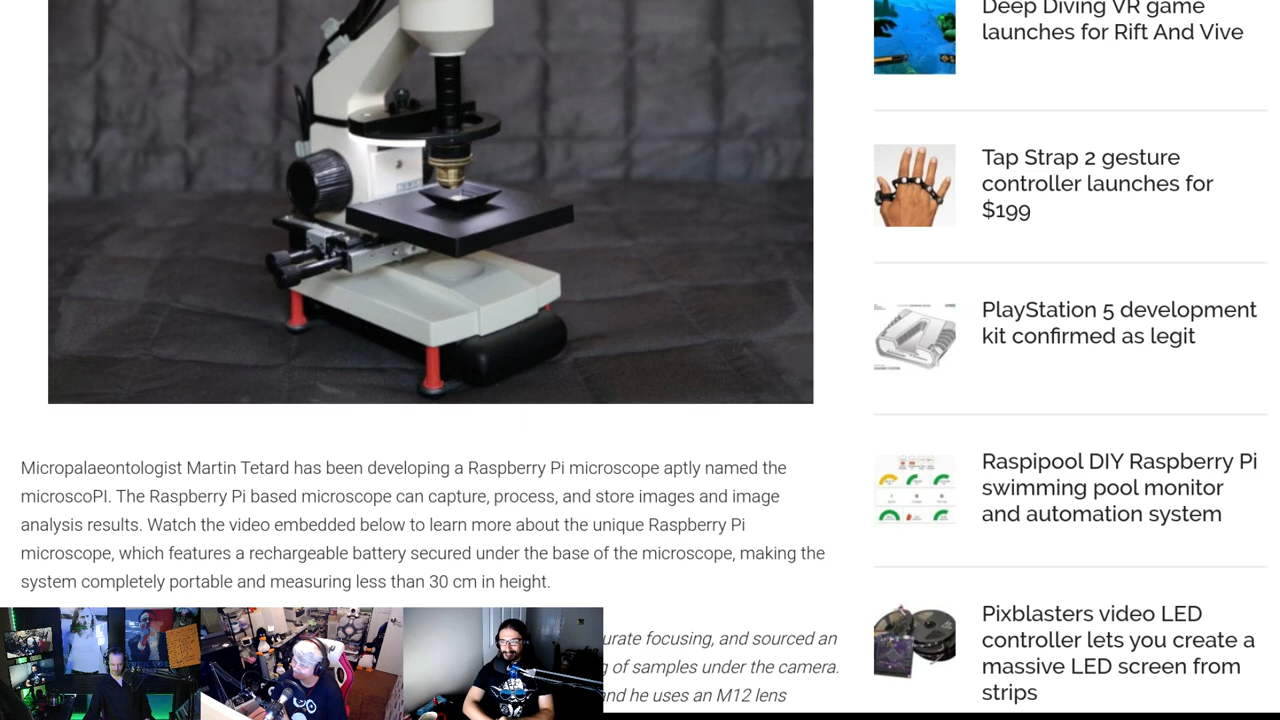 Micropalaeontologist Martin Tetard has been developing a Raspberry Pi microscope aptly named the
microscoPI. The Raspberry Pi based microscope can capture, process, and store images and image
analysis results. Watch the video embedded below to learn more about the unique Raspberry Pi
microscope, which features a rechargeable battery secured under the base of the microscope, making the
system completely portable and measuring less than 30 cm in height.
urate focusing, and sourced an
g of samples under the camera.
and he uses an M12 lens
Deep Diving VR game
launches for Rift And Vive
Tap Strap 2 gesture
controller launches for
$199
PlayStation 5 development
kit confirmed as legit
Raspipool DIY Raspberry Pi
swimming pool monitor
and automation system
Pixblasters video LED
controller lets you create a
massive LED screen from
strips